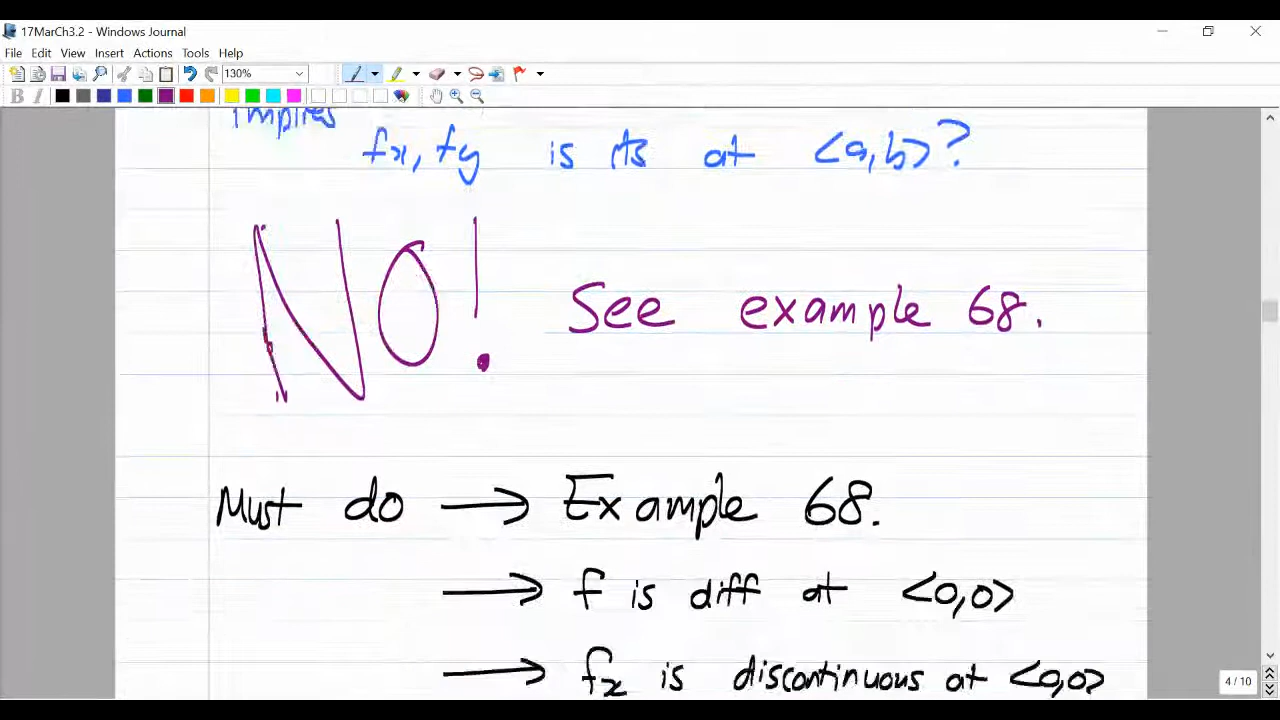 17MarCh3.2 - Windows Journal
File Edit View Insert Actions Tools Help
130%
B I
implies
fx, fy is cts at <a,b>?
NO! See example 68.
Must do → Example 68.
→ f is diff at <0,0>
→ fx is discontinuous at <0,0>
4 / 10